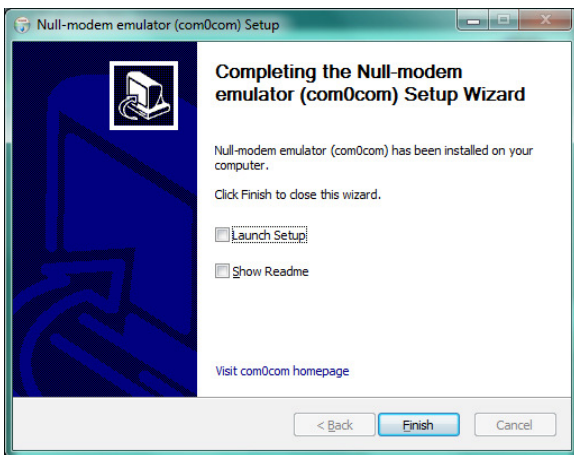 Null-modem emulator (com0com) Setup
Completing the Null-modem
emulator (com0com) Setup Wizard
Null-modem emulator (com0com) has been installed on your
computer.
Click Finish to close this wizard.
Launch Setup
Show Readme
Visit com0com homepage
< Back
Finish
Cancel